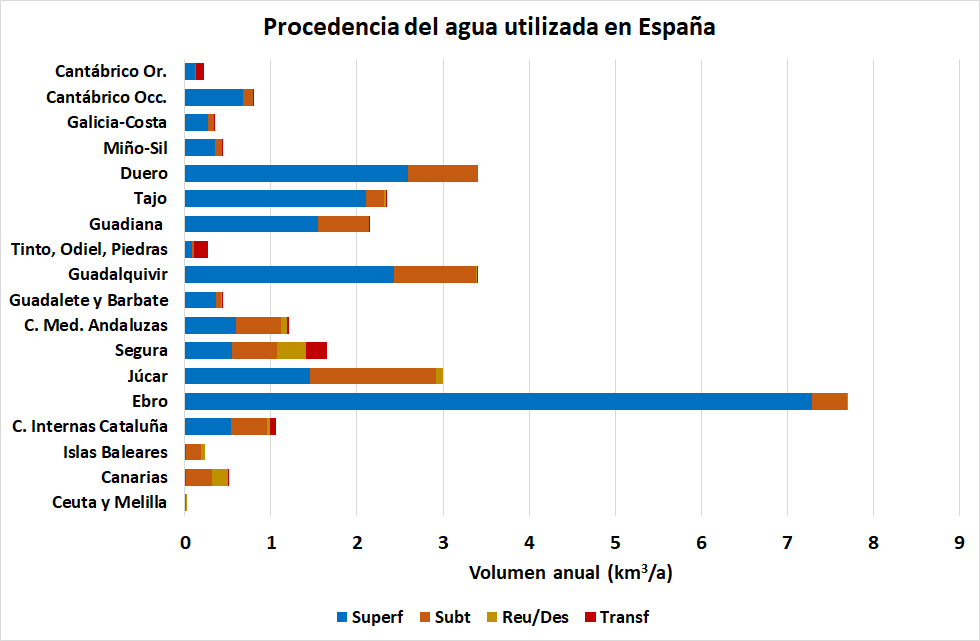 Procedencia del agua utilizada en España
Cantábrico Or.
Cantábrico Occ.
Galicia-Costa
Miño-Sil
Duero
Tajo
Guadiana
Tinto, Odiel, Piedras
Guadalquivir
Guadalete y Barbate
C. Med. Andaluzas
Segura
Júcar
Ebro
C. Internas Cataluña
Islas Baleares
Canarias
Ceuta y Melilla
0 1 2 3 4 5 6 7 8 9
Volumen anual (km³/a)
Superf Subt Reu/Des Transf